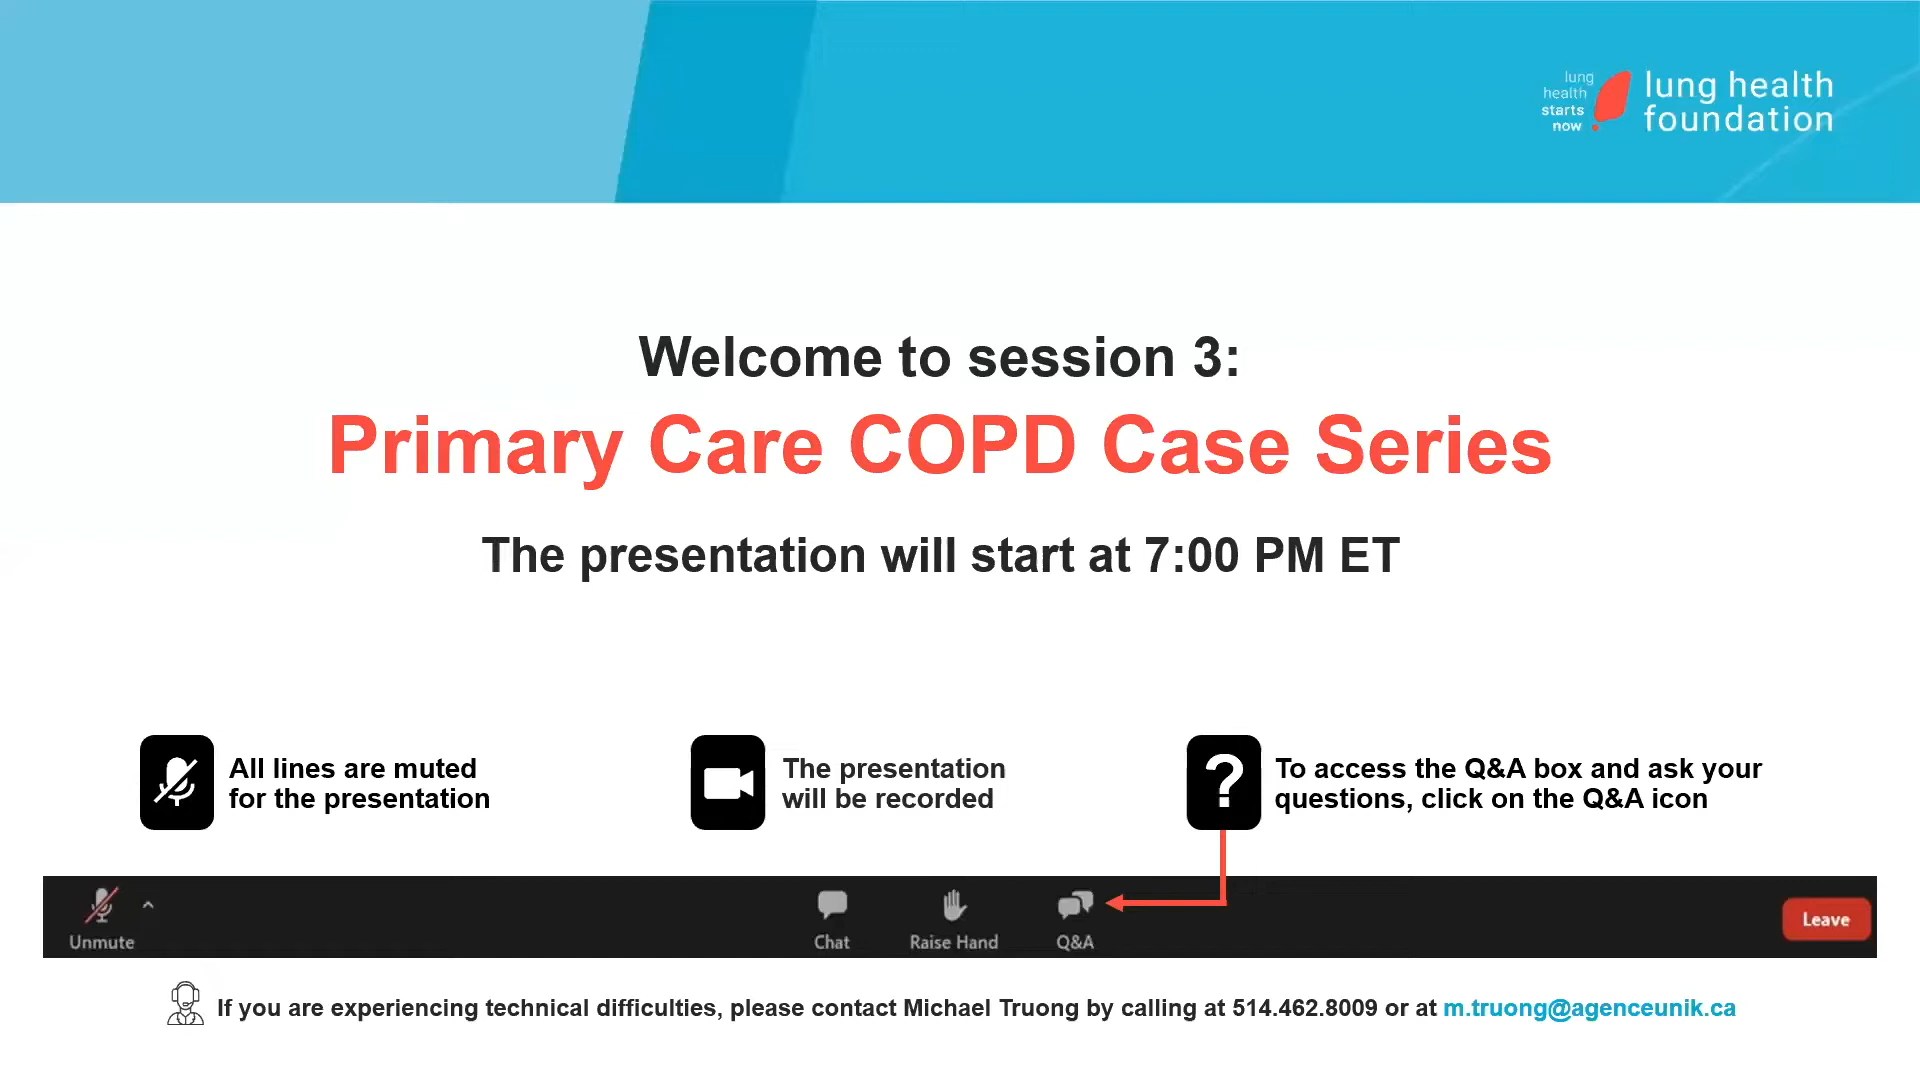 lung
health
starts
now
lung health
foundation
Welcome to session 3:
Primary Care COPD Case Series
The presentation will start at 7:00 PM ET
All lines are muted
for the presentation
The presentation
will be recorded
?
To access the Q&A box and ask your
questions, click on the Q&A icon
Unmute
Chat
Raise Hand
Q&A
Leave
If you are experiencing technical difficulties, please contact Michael Truong by calling at 514.462.8009 or at m.truong@agenceunik.ca